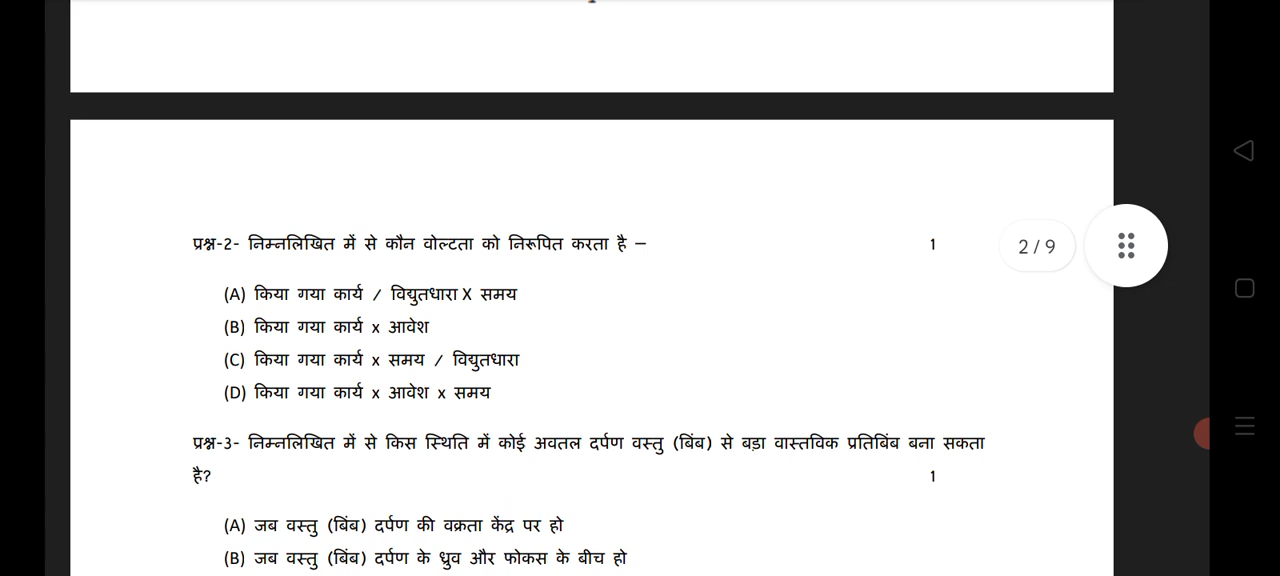 प्रश्न-2- निम्नलिखित में से कौन वोल्टता को निरूपित करता है – 1
2 / 9
(A) किया गया कार्य / विद्युतधारा X समय
(B) किया गया कार्य x आवेश
(C) किया गया कार्य x समय / विद्युतधारा
(D) किया गया कार्य x आवेश x समय
प्रश्न-3- निम्नलिखित में से किस स्थिति में कोई अवतल दर्पण वस्तु (बिंब) से बड़ा वास्तविक प्रतिबिंब बना सकता
है? 1
(A) जब वस्तु (बिंब) दर्पण की वक्रता केंद्र पर हो
(B) जब वस्तु (बिंब) दर्पण के ध्रुव और फोकस के बीच हो